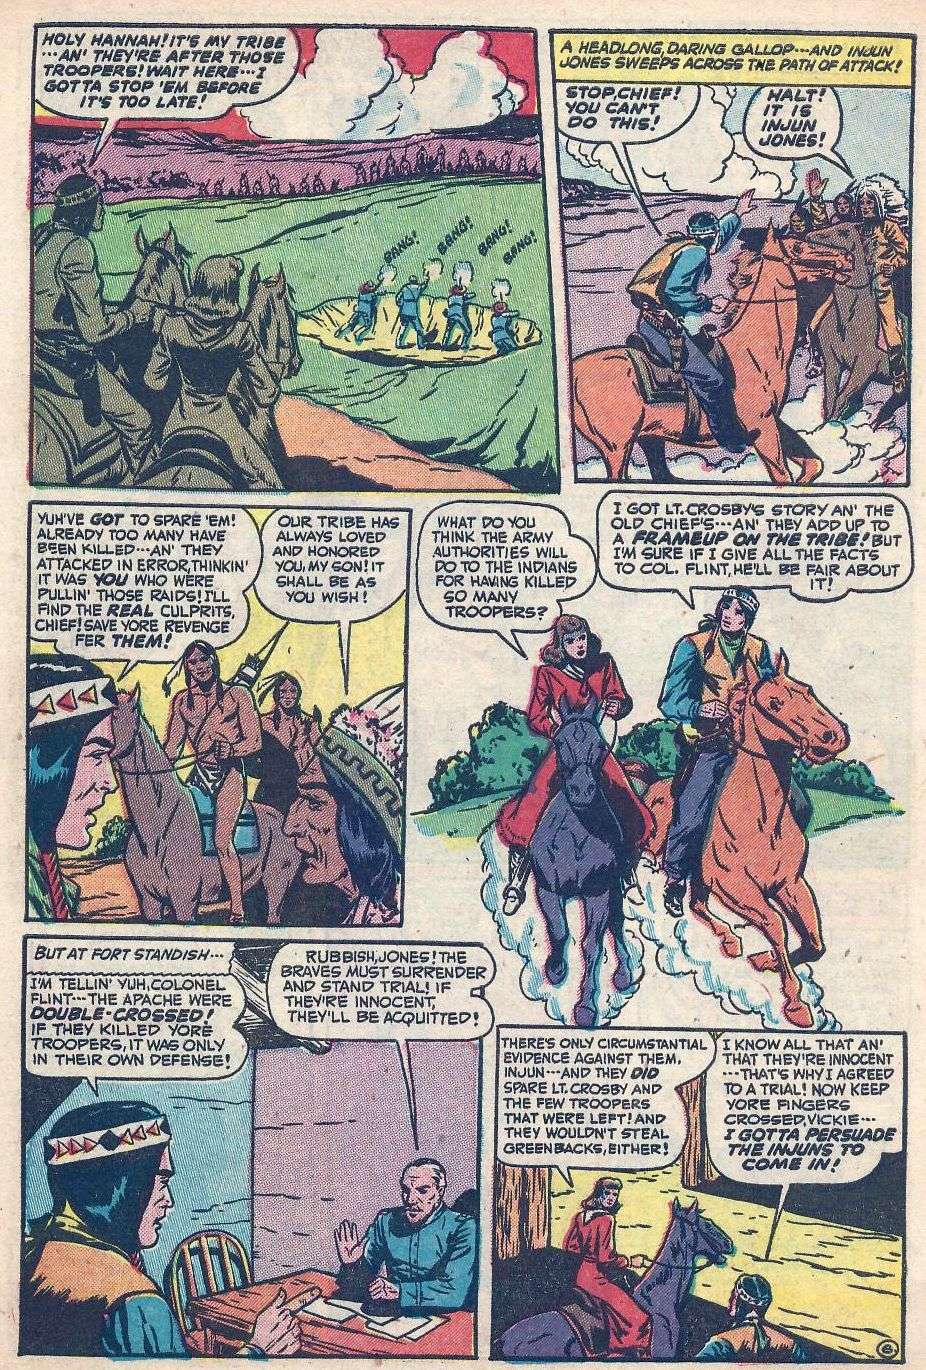 HOLY HANNAH! IT'S MY TRIBE
...AN' THEY'RE AFTER THOSE
TROOPERS! WAIT HERE...I
GOTTA STOP 'EM BEFORE
IT'S TOO LATE!
BANG!
BANG!
BANG!
BANG!
A HEADLONG, DARING GALLOP...AND INJUN
JONES SWEEPS ACROSS THE PATH OF ATTACK!
STOP, CHIEF!
YOU CAN'T
DO THIS!
HALT!
IT IS
INJUN
JONES!
YUH'VE GOT TO SPARE 'EM!
ALREADY TOO MANY HAVE
BEEN KILLED...AN' THEY
ATTACKED IN ERROR, THINKIN'
IT WAS YOU WHO WERE
PULLIN' THOSE RAIDS! I'LL
FIND THE REAL CULPRITS,
CHIEF! SAVE YORE REVENGE
FER THEM!
OUR TRIBE HAS
ALWAYS LOVED
AND HONORED
YOU, MY SON! IT
SHALL BE AS
YOU WISH!
WHAT DO YOU
THINK THE ARMY
AUTHORITIES WILL
DO TO THE INDIANS
FOR HAVING KILLED
SO MANY
TROOPERS?
I GOT LT. CROSBY'S STORY AN' THE
OLD CHIEF'S...AN' THEY ADD UP TO
A FRAMEUP ON THE TRIBE! BUT
I'M SURE IF I GIVE ALL THE FACTS
TO COL. FLINT, HE'LL BE FAIR ABOUT
IT!
BUT AT FORT STANDISH...
I'M TELLIN' YUH, COLONEL
FLINT...THE APACHE WERE
DOUBLE-CROSSED!
IF THEY KILLED YORE
TROOPERS, IT WAS ONLY
IN THEIR OWN DEFENSE!
RUBBISH, JONES! THE
BRAVES MUST SURRENDER
AND STAND TRIAL! IF
THEY'RE INNOCENT,
THEY'LL BE ACQUITTED!
THERE'S ONLY CIRCUMSTANTIAL
EVIDENCE AGAINST THEM,
INJUN...AND THEY DID
SPARE LT. CROSBY AND
THE FEW TROOPERS
THAT WERE LEFT! AND
THEY WOULDN'T STEAL
GREENBACKS, EITHER!
I KNOW ALL THAT AN'
THAT THEY'RE INNOCENT
...THAT'S WHY I AGREED
TO A TRIAL! NOW KEEP
YORE FINGERS
CROSSED, VICKIE...
I GOTTA PERSUADE
THE INJUNS TO
COME IN!
6